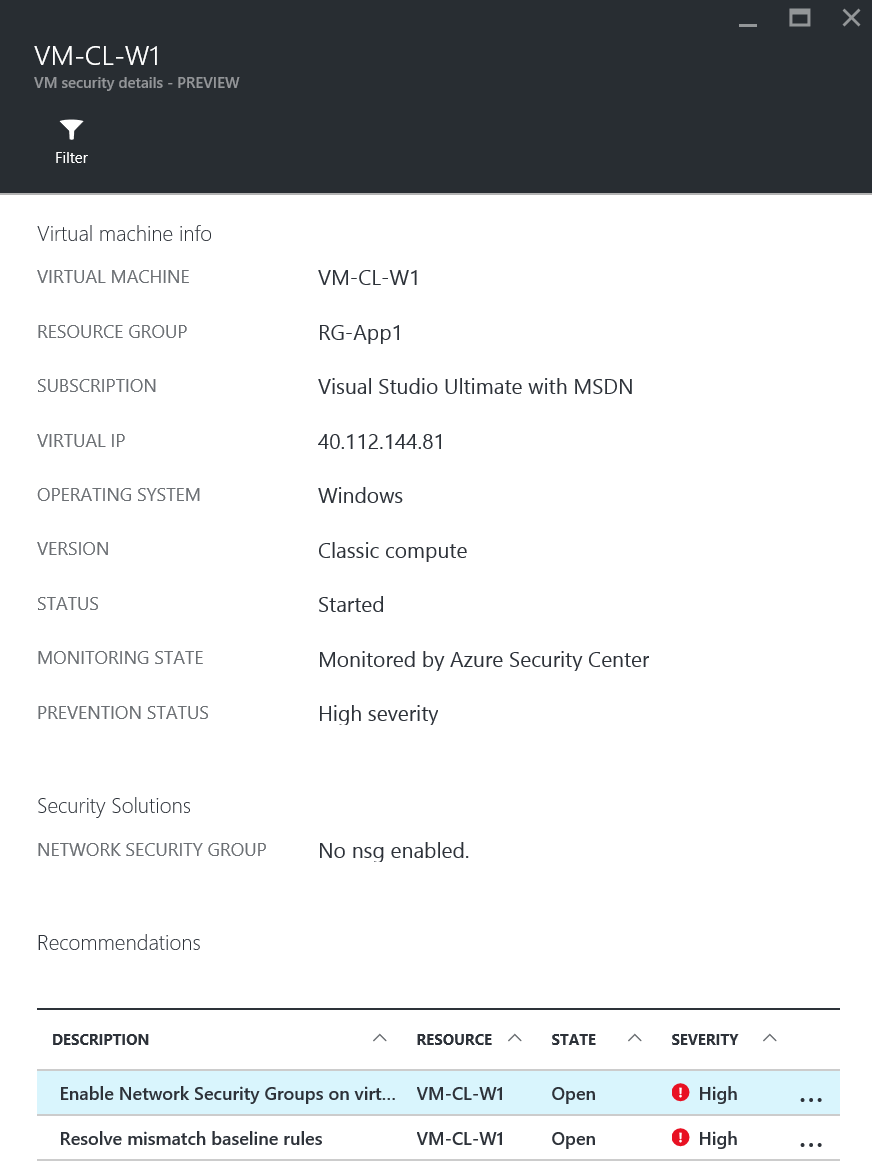 VM-CL-W1
VM security details - PREVIEW
Filter
Virtual machine info
VIRTUAL MACHINE VM-CL-W1
RESOURCE GROUP RG-App1
SUBSCRIPTION Visual Studio Ultimate with MSDN
VIRTUAL IP 40.112.144.81
OPERATING SYSTEM Windows
VERSION Classic compute
STATUS Started
MONITORING STATE Monitored by Azure Security Center
PREVENTION STATUS High severity
Security Solutions
NETWORK SECURITY GROUP No nsg enabled.
Recommendations
DESCRIPTION RESOURCE STATE SEVERITY
Enable Network Security Groups on virt... VM-CL-W1 Open ! High ...
Resolve mismatch baseline rules VM-CL-W1 Open ! High ...